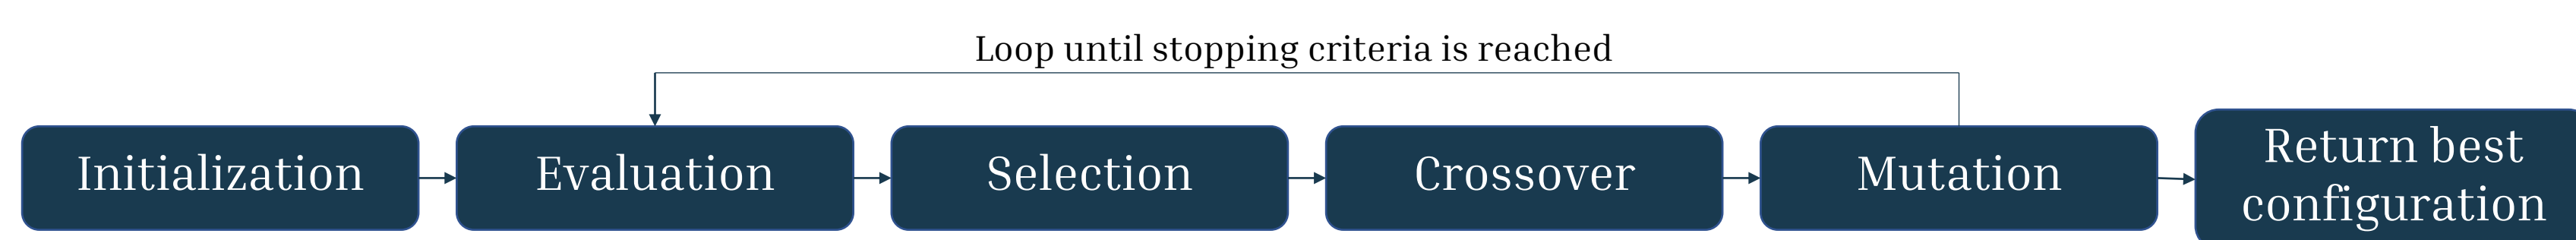 Loop until stopping criteria is reached
Initialization
Evaluation
Selection
Crossover
Mutation
Return best
configuration